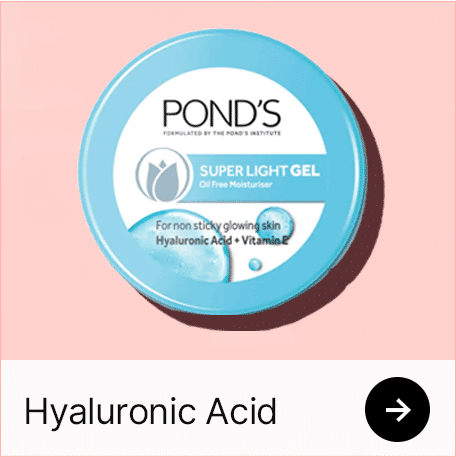 POND'S
FORMULATED BY THE POND'S INSTITUTE
SUPER LIGHT GEL
Oil Free Moisturiser
For non sticky glowing skin
Hyaluronic Acid + Vitamin E
Hyaluronic Acid